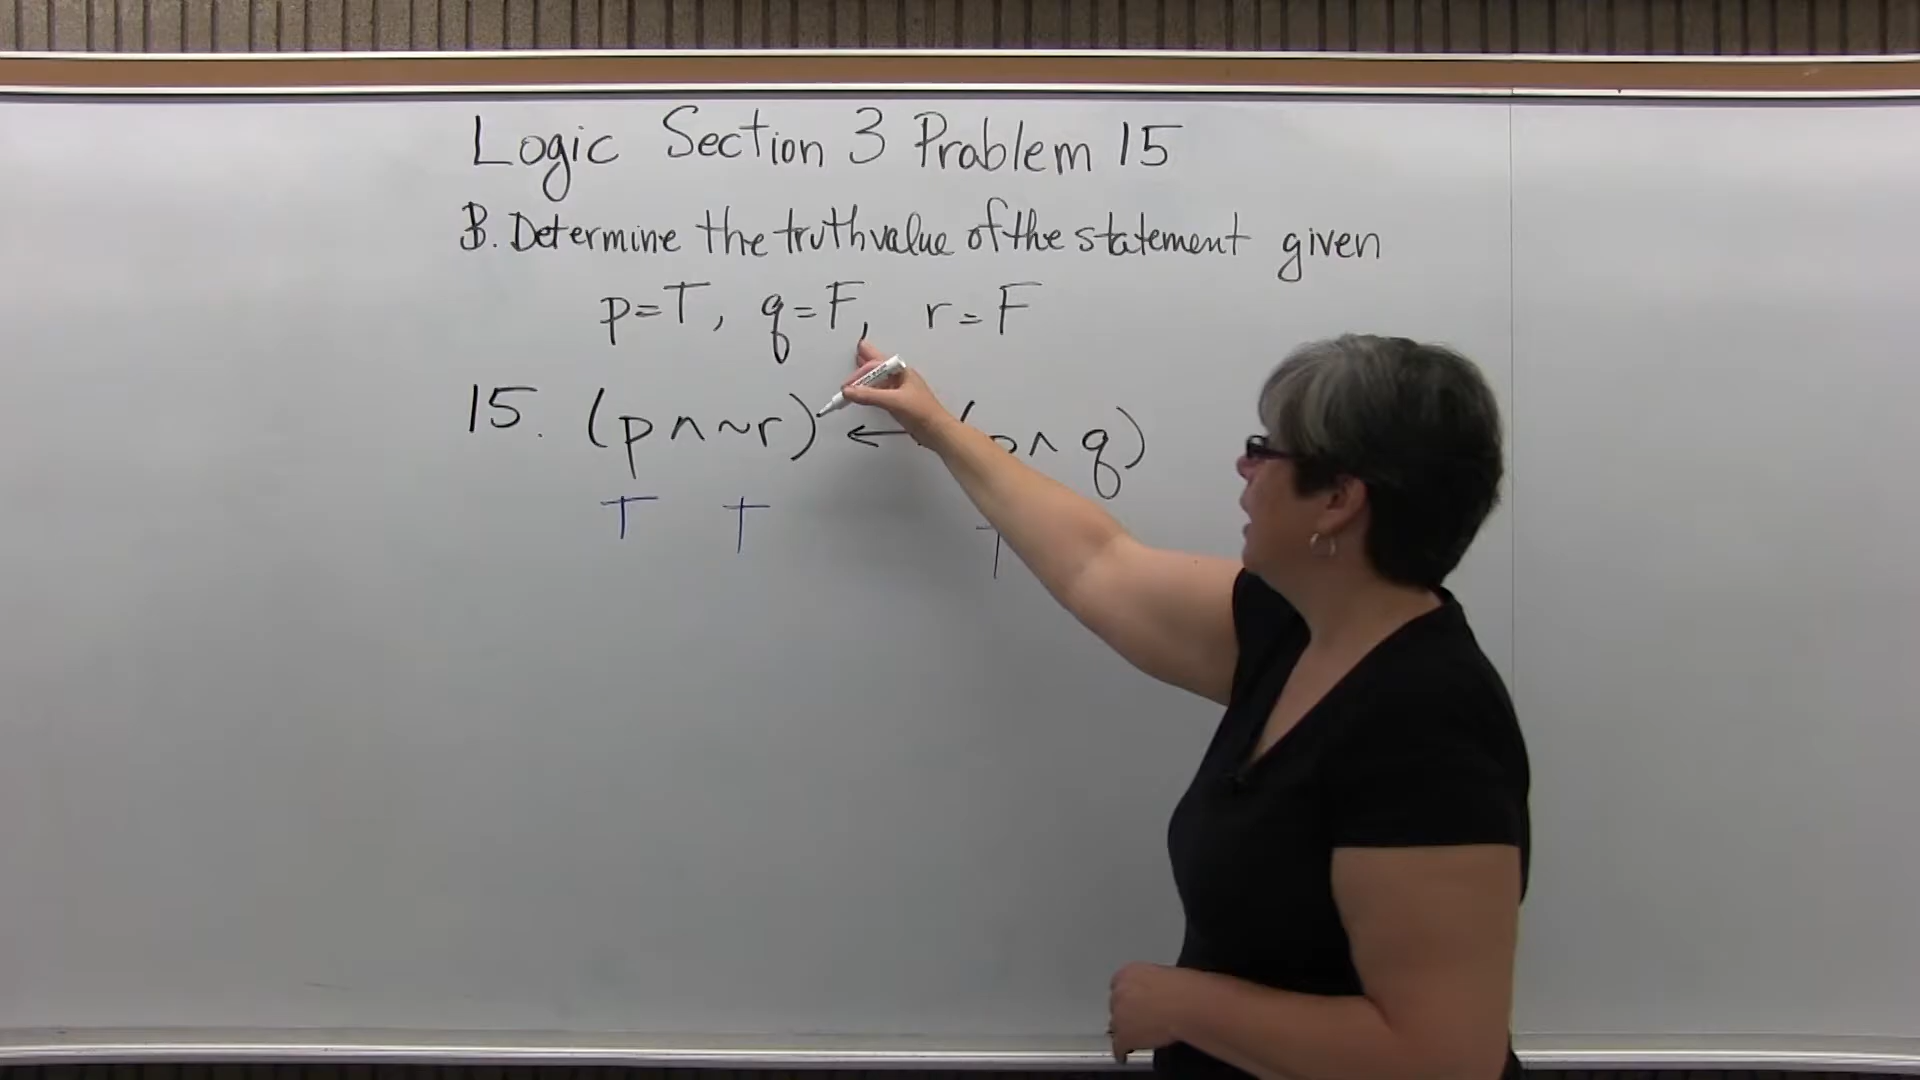 Logic Section 3 Problem 15
B. Determine the truth value of the statement given
p=T, q=F, r=F
15. (p ∧ ~r) ← (p ∧ q)
T T T